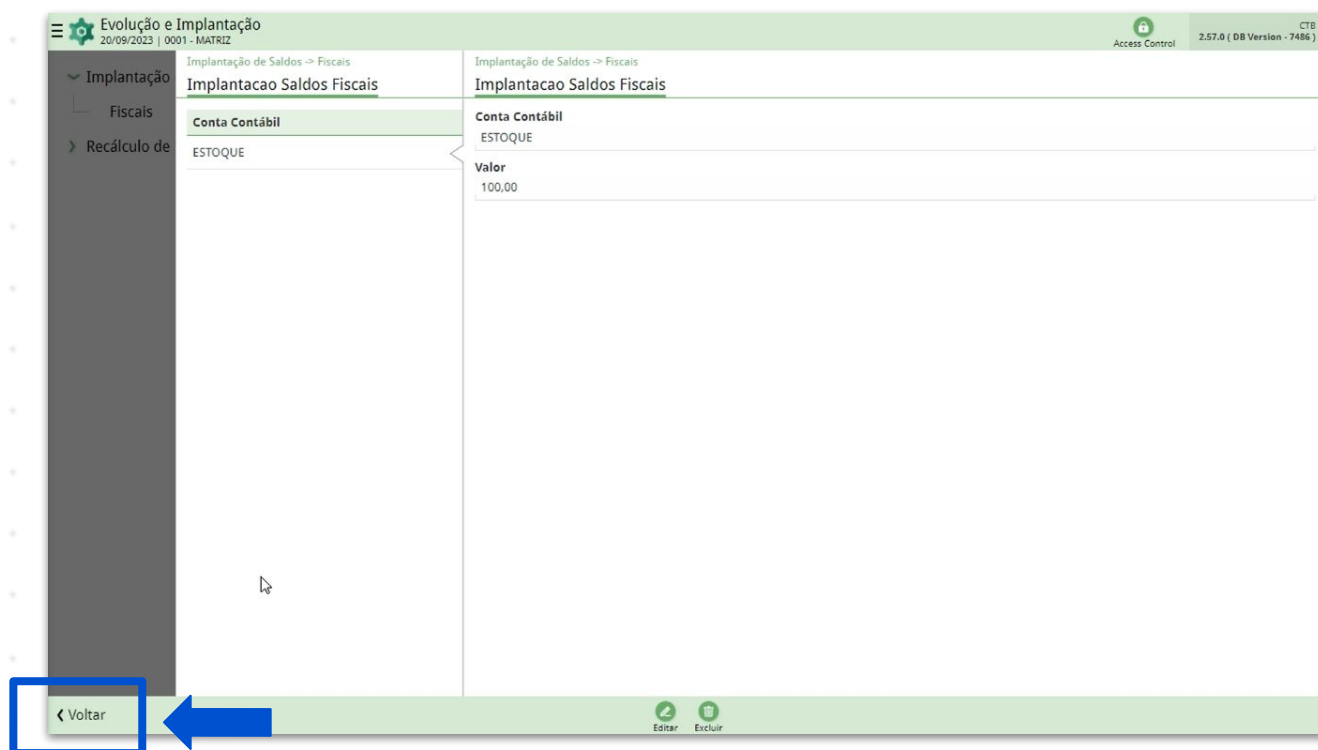 Evolução e Implantação
20/09/2023 | 0001 - MATRIZ
Access Control
CTB
2.57.0 ( DB Version - 7486 )
Implantação
Fiscais
Recálculo de
Implantação de Saldos -> Fiscais
Implantacao Saldos Fiscais
Conta Contábil
ESTOQUE
Implantação de Saldos -> Fiscais
Implantacao Saldos Fiscais
Conta Contábil
ESTOQUE
Valor
100,00
Voltar
Editar
Excluir